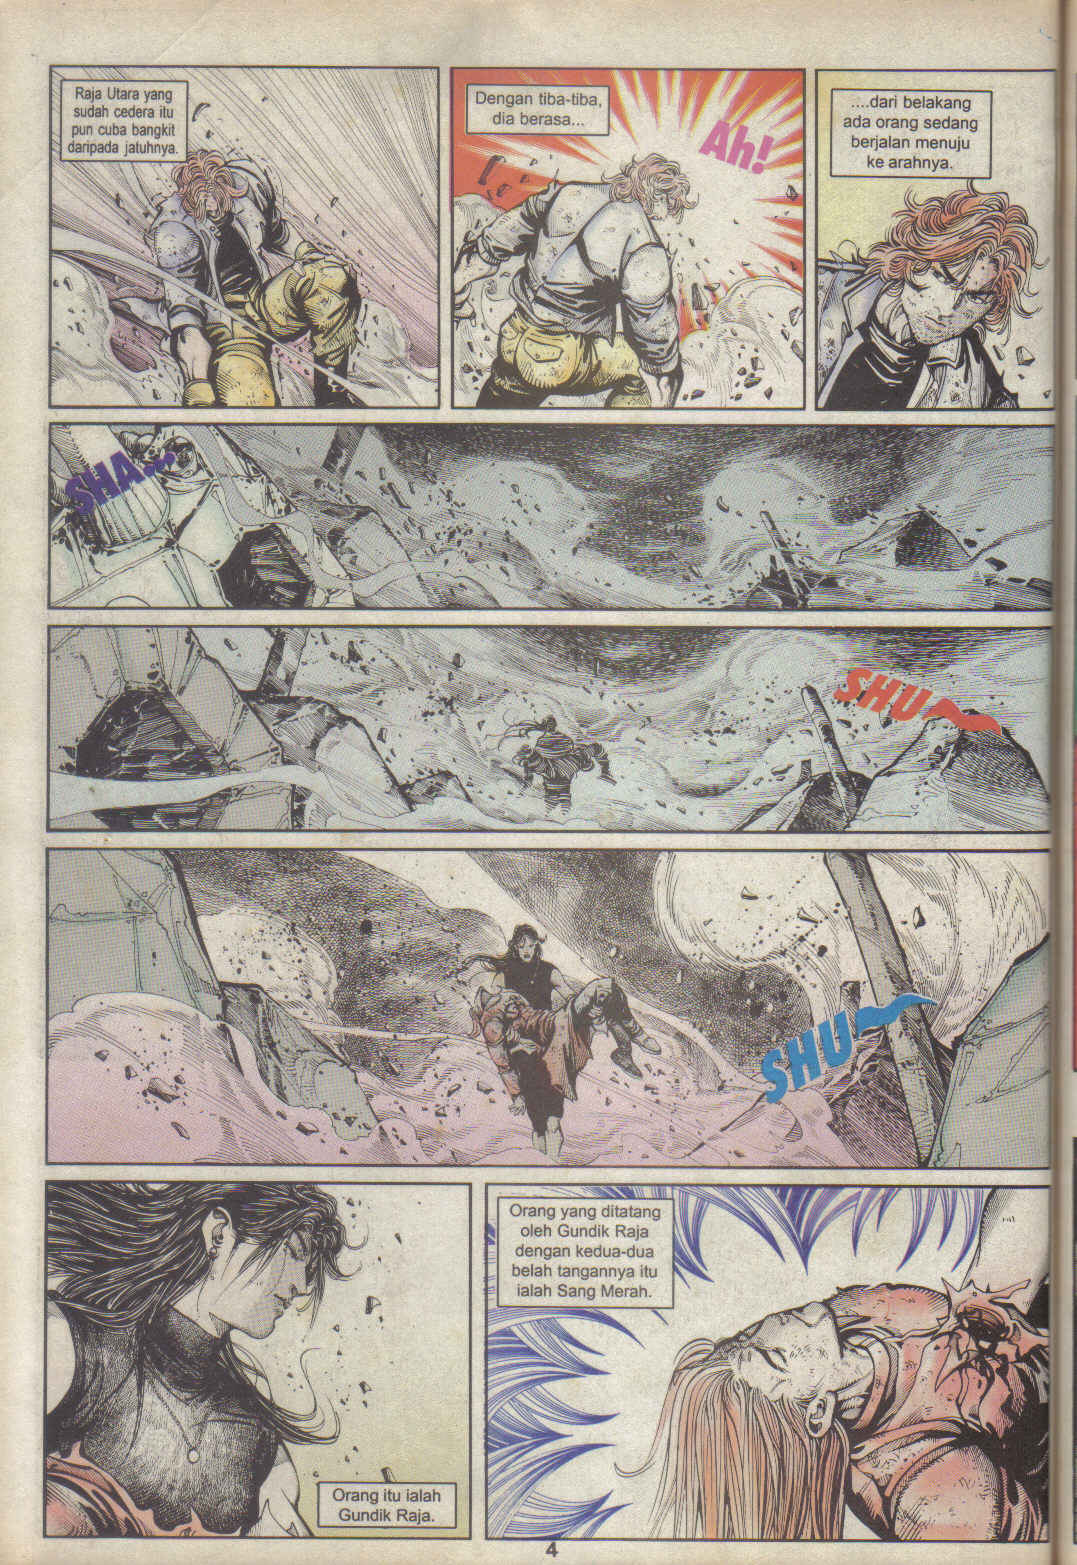 Raja Utara yang
sudah cedera itu
pun cuba bangkit
daripada jatuhnya.
Dengan tiba-tiba,
dia berasa...
Ah!
....dari belakang
ada orang sedang
berjalan menuju
ke arahnya.
SHA...
SHU
SHU
Orang itu ialah
Gundik Raja.
Orang yang ditatang
oleh Gundik Raja
dengan kedua-dua
belah tangannya itu
ialah Sang Merah.
4